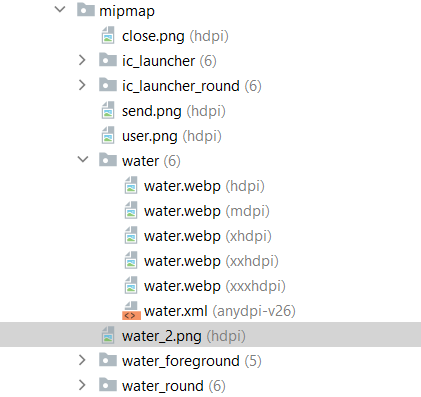 mipmap
close.png (hdpi)
ic_launcher (6)
ic_launcher_round (6)
send.png (hdpi)
user.png (hdpi)
water (6)
water.webp (hdpi)
water.webp (mdpi)
water.webp (xhdpi)
water.webp (xxhdpi)
water.webp (xxxhdpi)
water.xml (anydpi-v26)
water_2.png (hdpi)
water_foreground (5)
water_round (6)